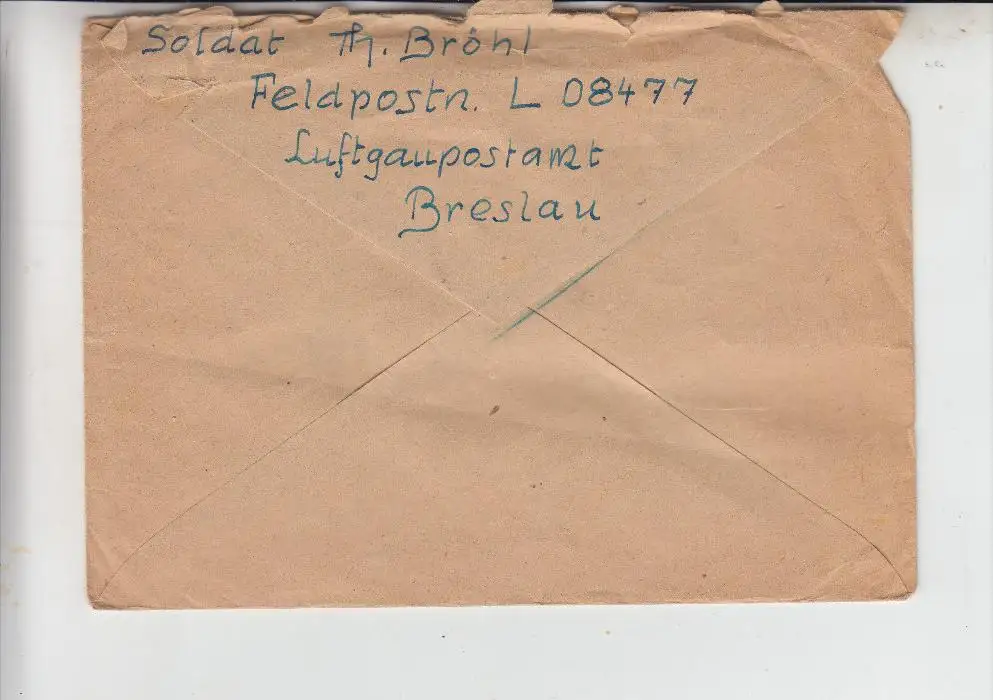 Soldat Th. Bröhl
Feldpostn. L 08477
Luftgaupostamt
Breslau